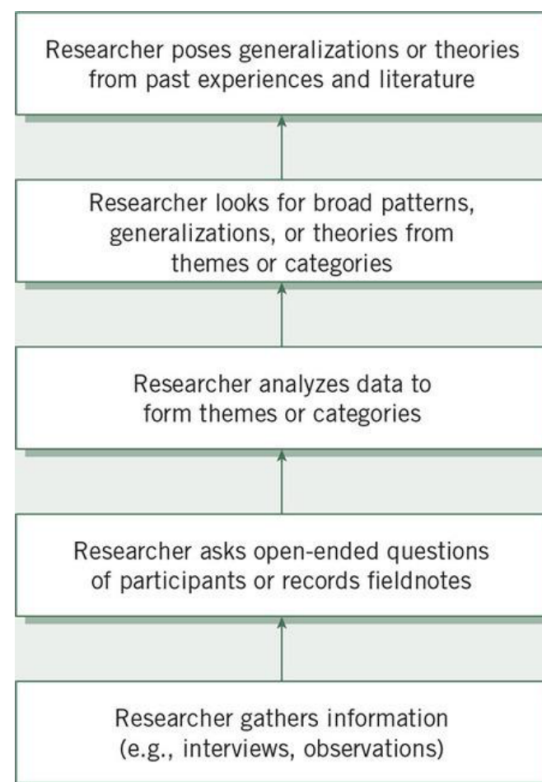 Researcher poses generalizations or theories
from past experiences and literature
Researcher looks for broad patterns,
generalizations, or theories from
themes or categories
Researcher analyzes data to
form themes or categories
Researcher asks open-ended questions
of participants or records fieldnotes
Researcher gathers information
(e.g., interviews, observations)